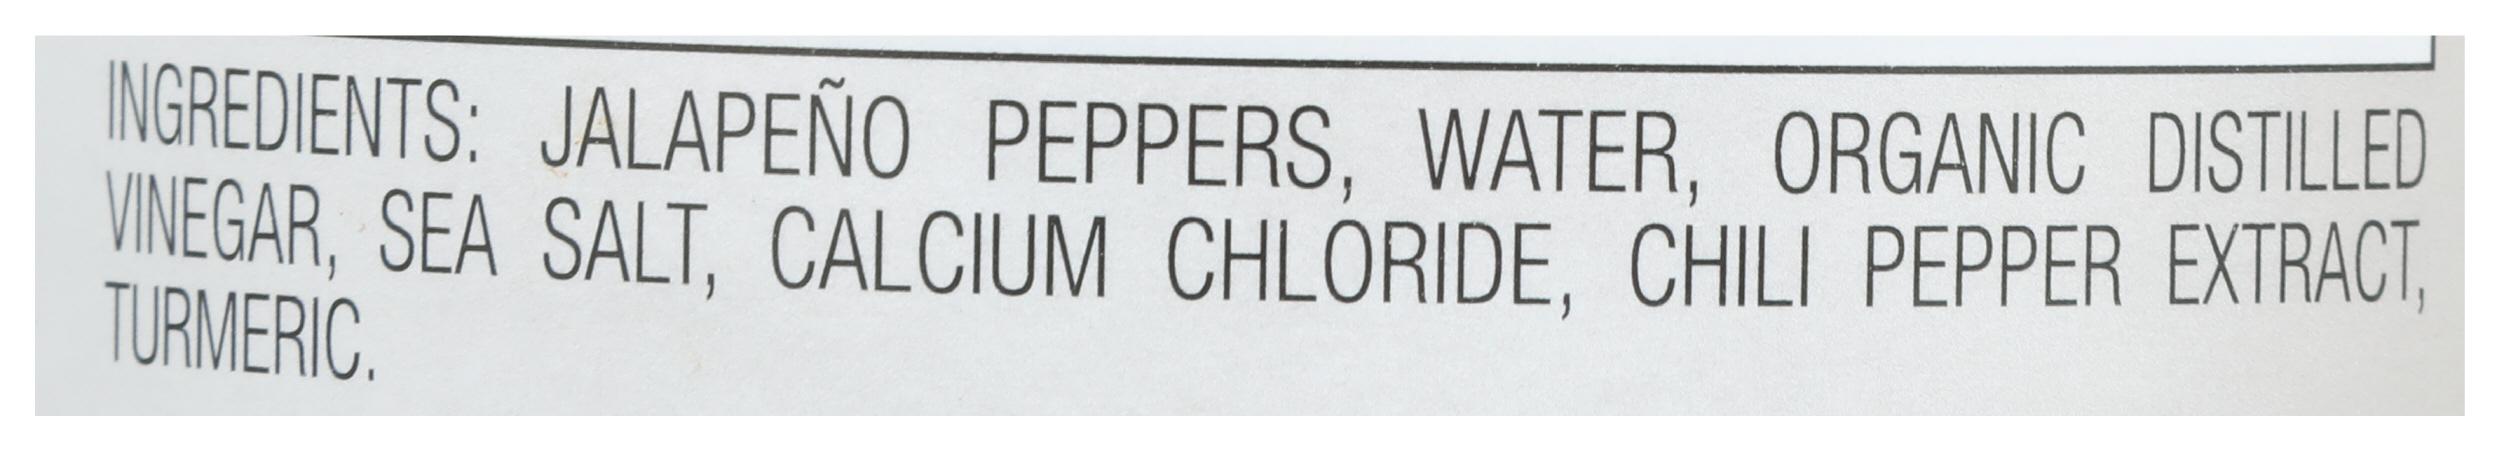 INGREDIENTS: JALAPEÑO PEPPERS, WATER, ORGANIC DISTILLED
VINEGAR, SEA SALT, CALCIUM CHLORIDE, CHILI PEPPER EXTRACT,
TURMERIC.